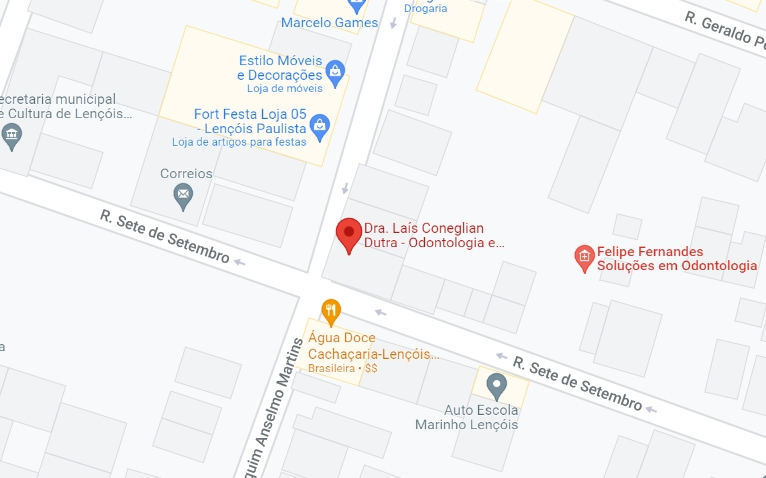 Marcelo Games
Drogaria
R. Geraldo
Estilo Móveis
e Decorações
Loja de móveis
ecretaria municipal
e Cultura de Lençóis...
Fort Festa Loja 05
- Lençóis Paulista
Loja de artigos para festas
Correios
R. Sete de Setembro
Dra. Laís Coneglian
Dutra - Odontologia e...
Felipe Fernandes
Soluções em Odontologia
Água Doce
Cachaçaria-Lençóis...
Brasileira • $$
R. Sete de Setembro
Auto Escola
Marinho Lençóis
quim Anselmo Martins
a